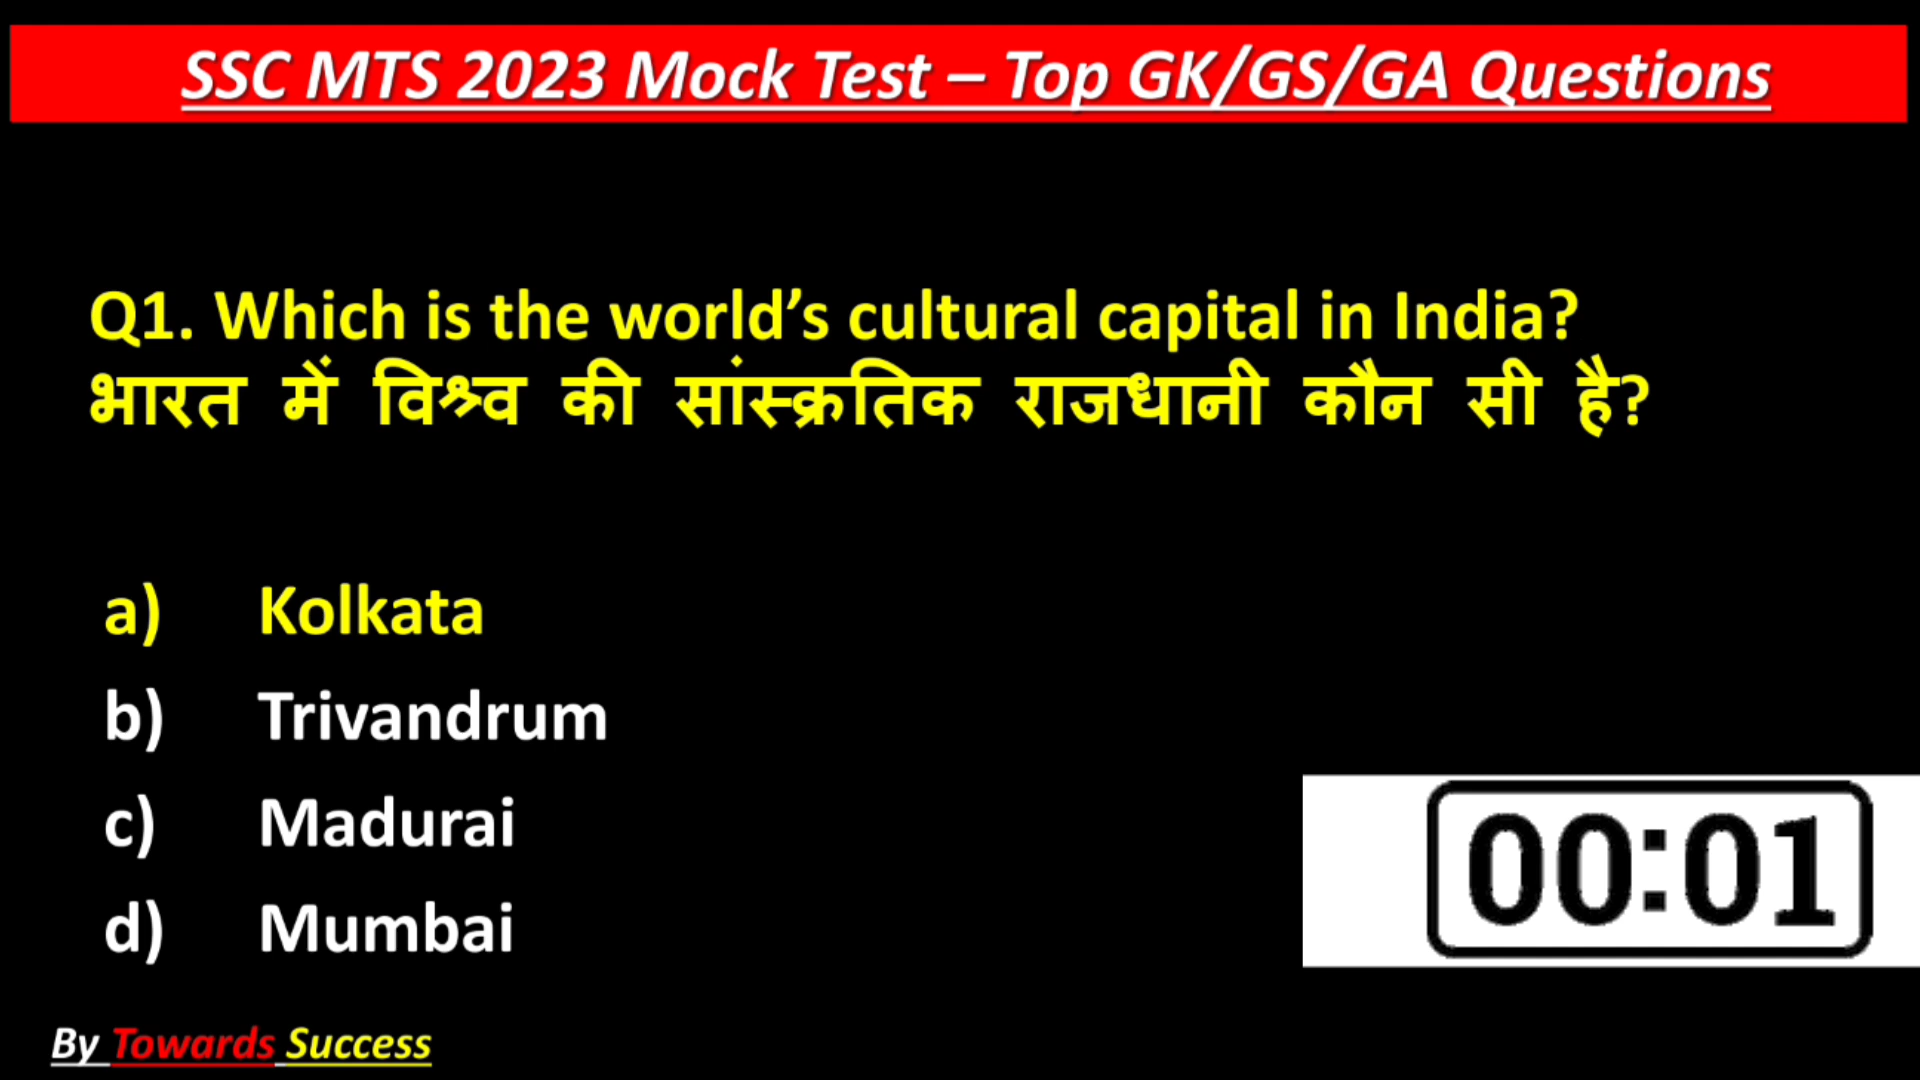 SSC MTS 2023 Mock Test – Top GK/GS/GA Questions
Q1. Which is the world’s cultural capital in India?
भारत में विश्व की सांस्क्रतिक राजधानी कौन सी है?
a) Kolkata
b) Trivandrum
c) Madurai
d) Mumbai
00:01
By Towards Success